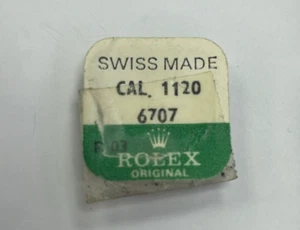 SWISS MADE
CAL. 1120
6707
ROLEX
ORIGINAL